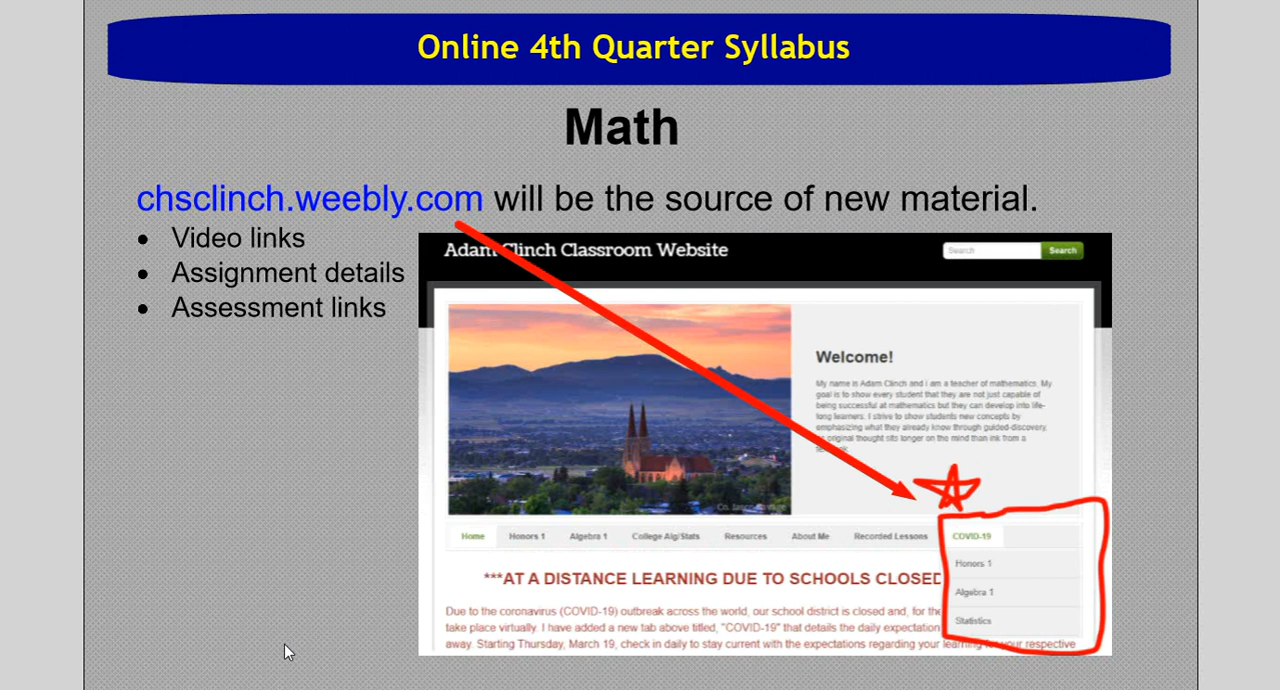 Online 4th Quarter Syllabus
Math
chsclinch.weebly.com will be the source of new material.
• Video links
• Assignment details
• Assessment links
Adam Clinch Classroom Website
Search
Search
Welcome!
My name is Adam Clinch and I am a teacher of mathematics. My
goal is to show every student that they are not just capable of
being successful at mathematics but they can develop into life-
long learners. I strive to show students new concepts by
emphasizing what they already know through guided-discovery,
original thought sits longer on the mind than ink from a
Home
Honors 1
Algebra 1
College Alg/Stats
Resources
About Me
Recorded Lessons
COVID-19
Honors 1
Algebra 1
Statistics
***AT A DISTANCE LEARNING DUE TO SCHOOLS CLOSED
Due to the coronavirus (COVID-19) outbreak across the world, our school district is closed and, for the
take place virtually. I have added a new tab above titled, "COVID-19" that details the daily expectation
away. Starting Thursday, March 19, check in daily to stay current with the expectations regarding your learning for your respective